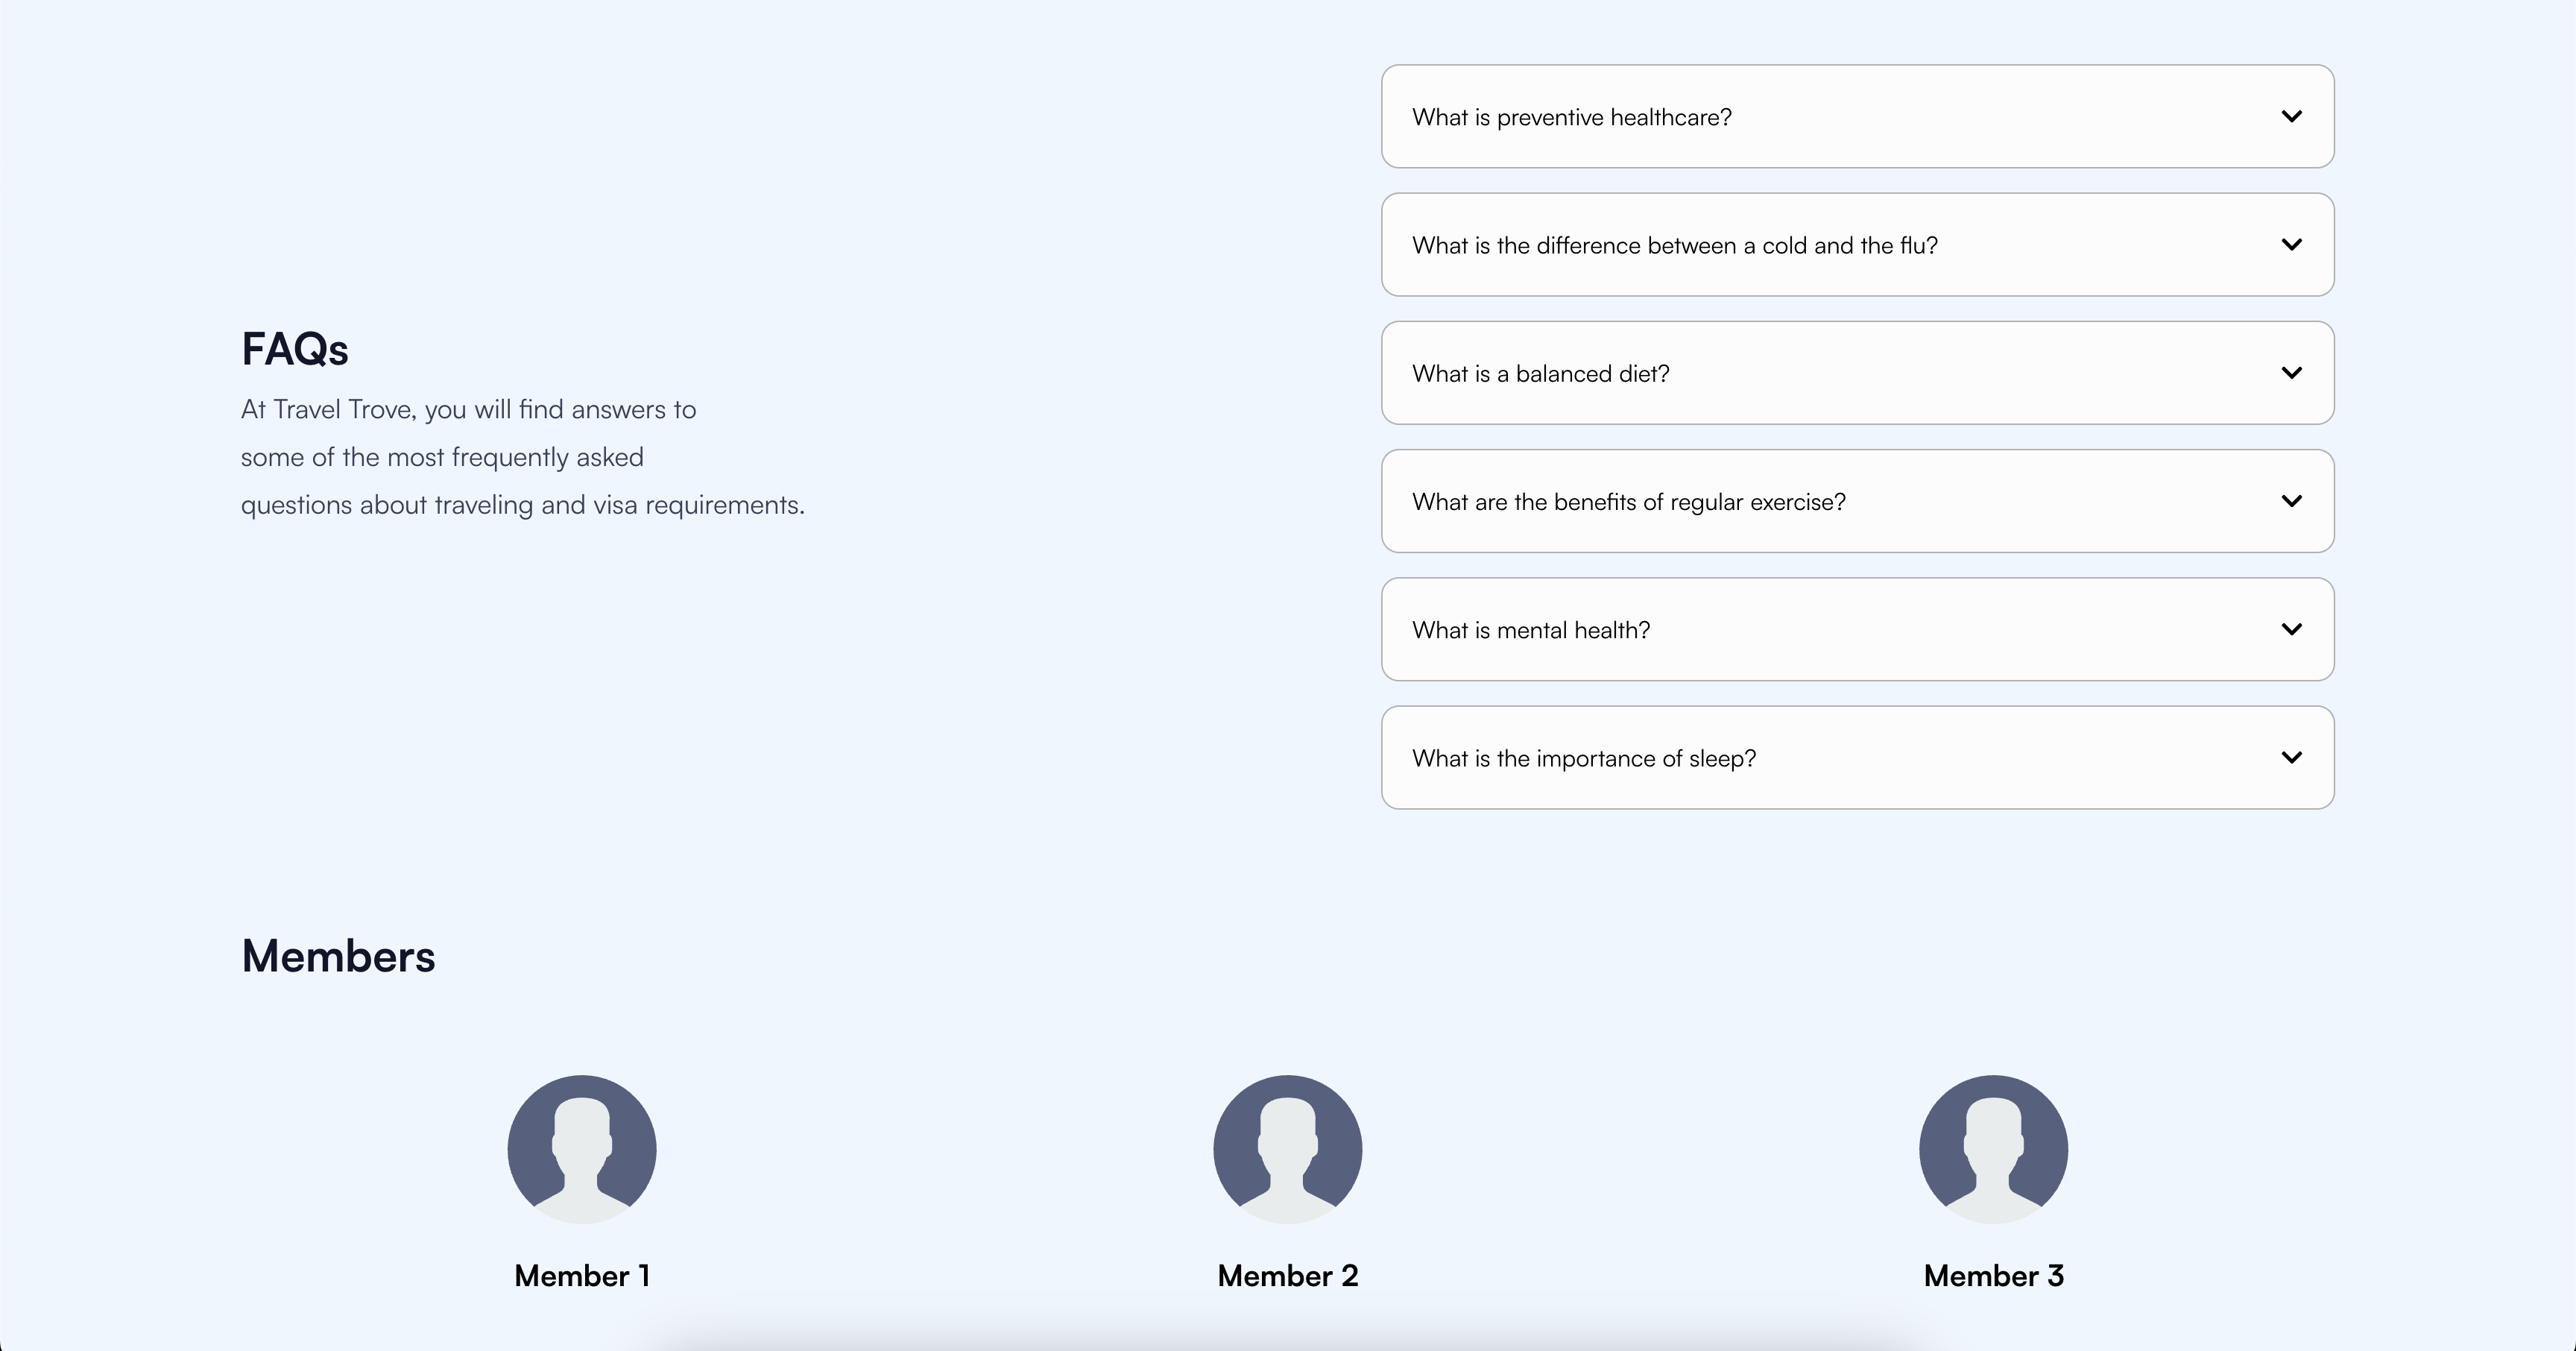 FAQs
At Travel Trove, you will find answers to
some of the most frequently asked
questions about traveling and visa requirements.
What is preventive healthcare?
What is the difference between a cold and the flu?
What is a balanced diet?
What are the benefits of regular exercise?
What is mental health?
What is the importance of sleep?
Members
Member 1
Member 2
Member 3